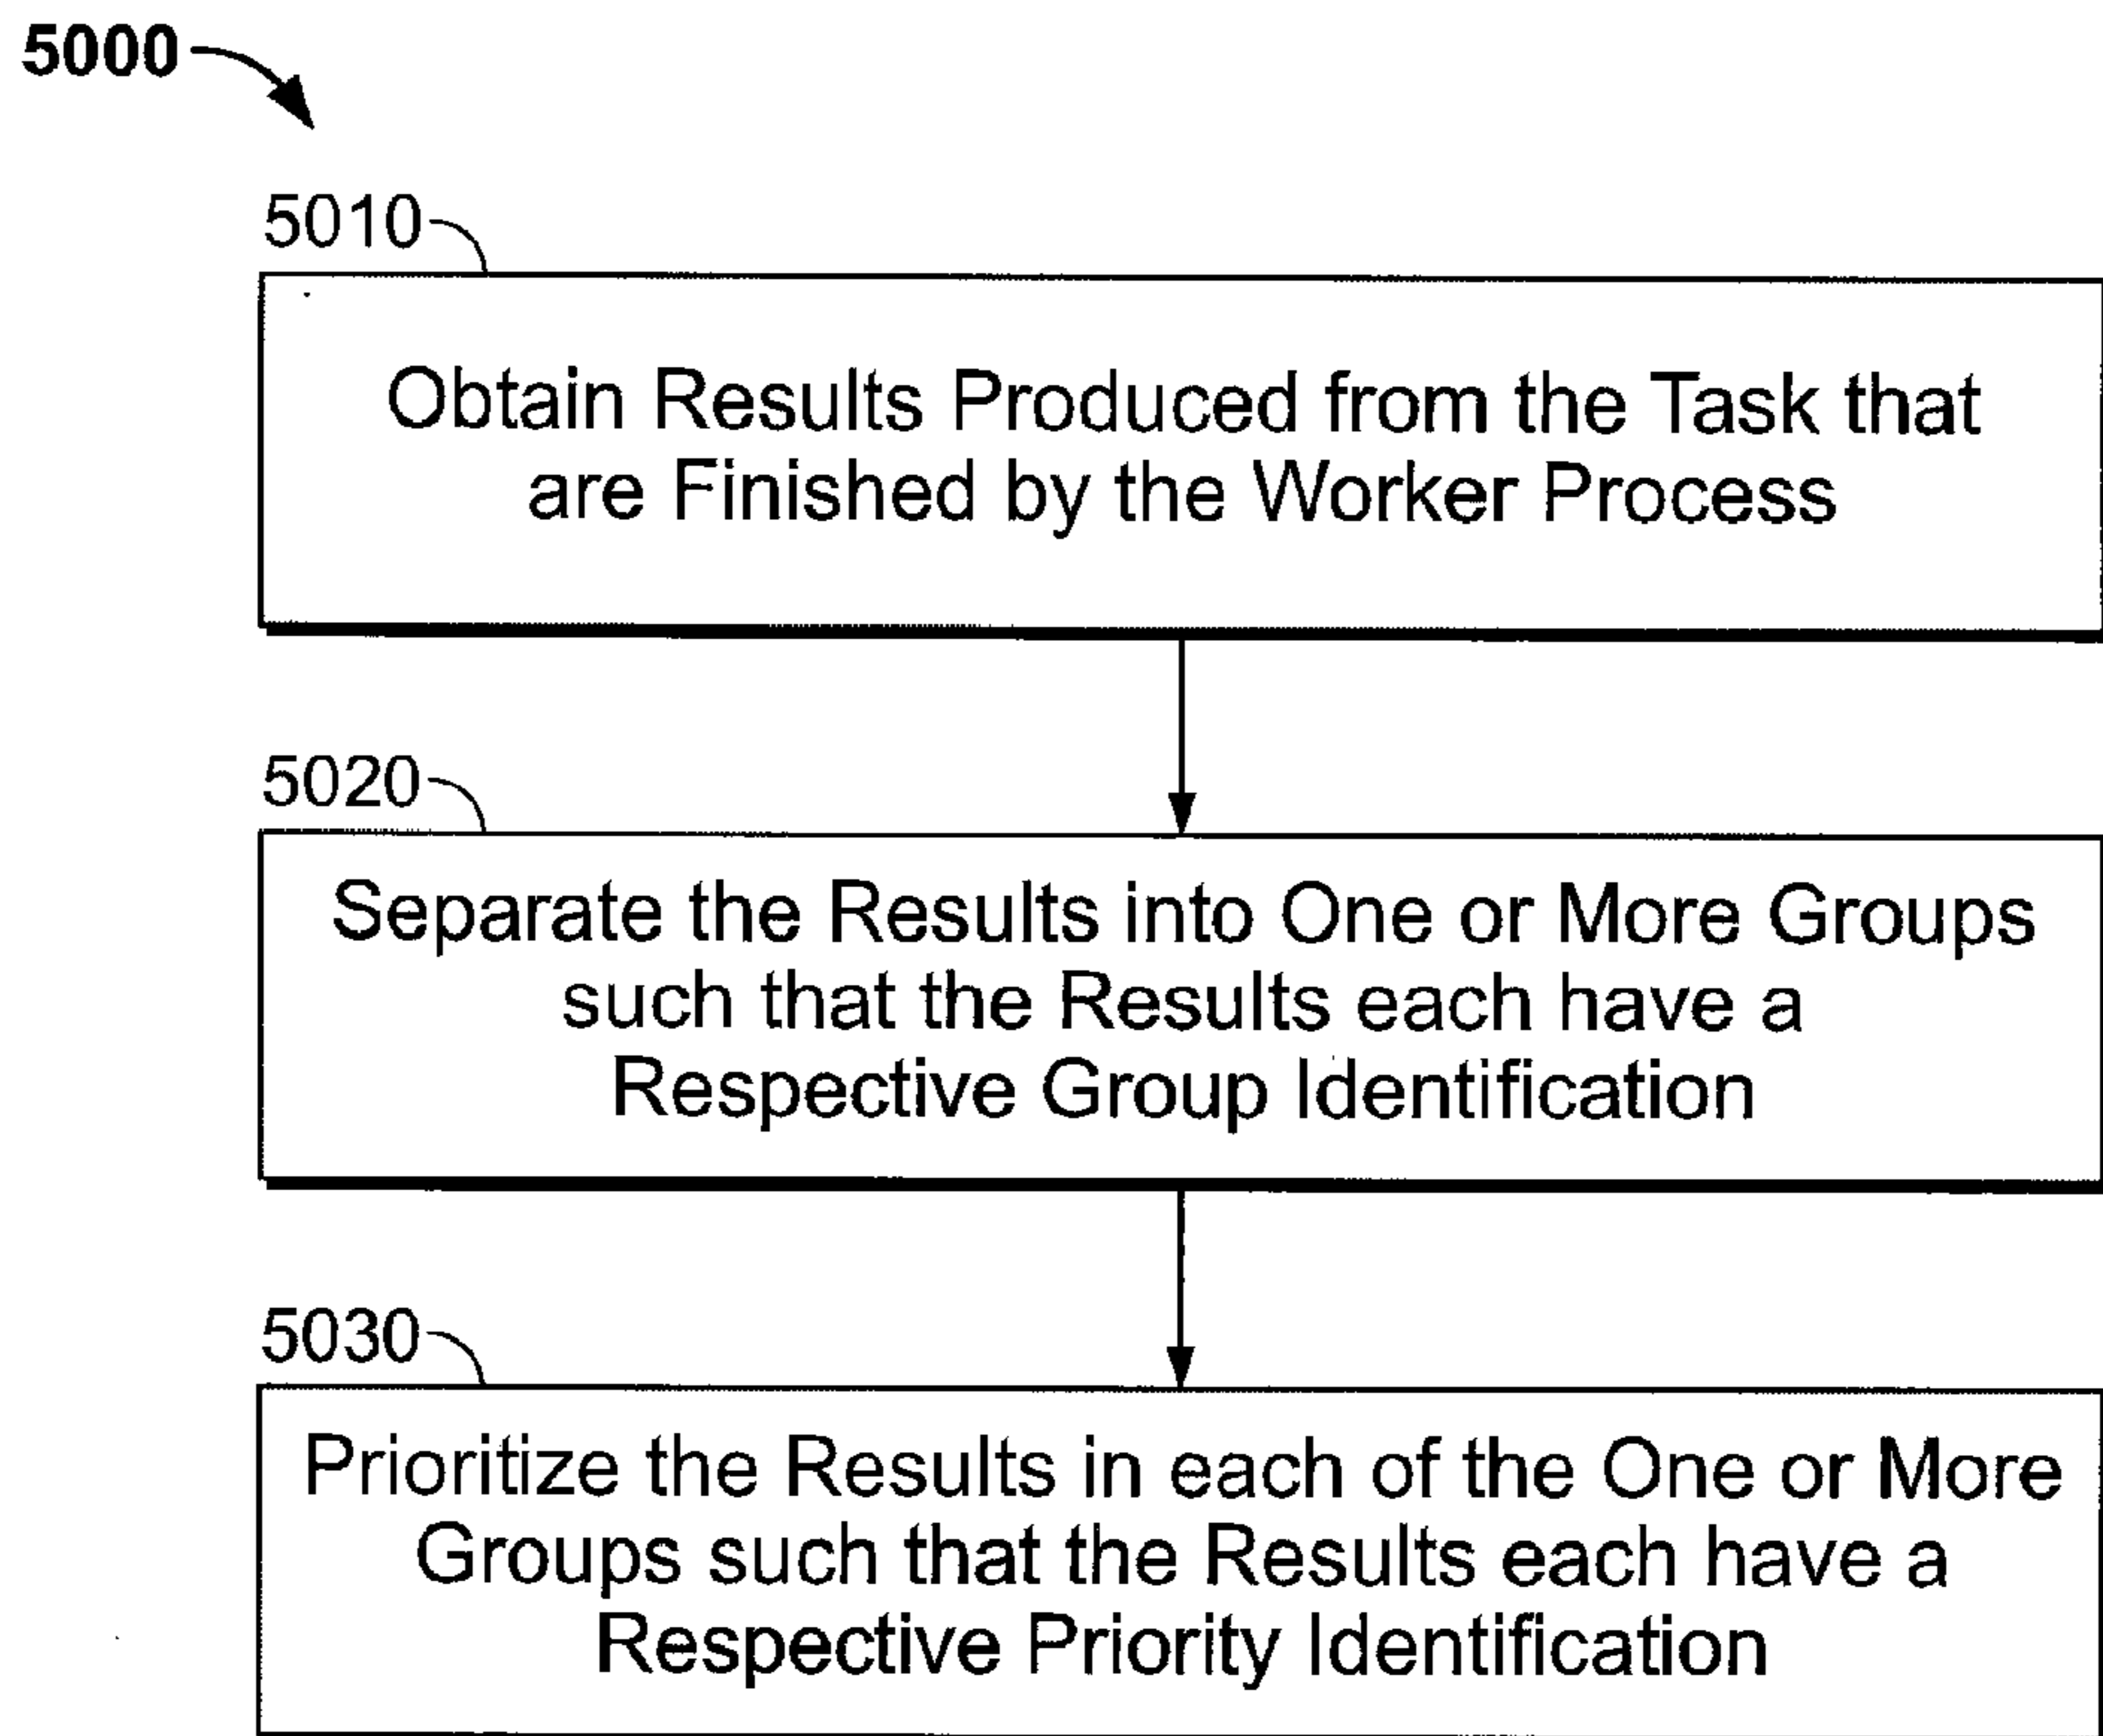 5000
5010
Obtain Results Produced from the Task that
are Finished by the Worker Process
5020
Separate the Results into One or More Groups
such that the Results each have a
Respective Group Identification
5030
Prioritize the Results in each of the One or More
Groups such that the Results each have a
Respective Priority Identification